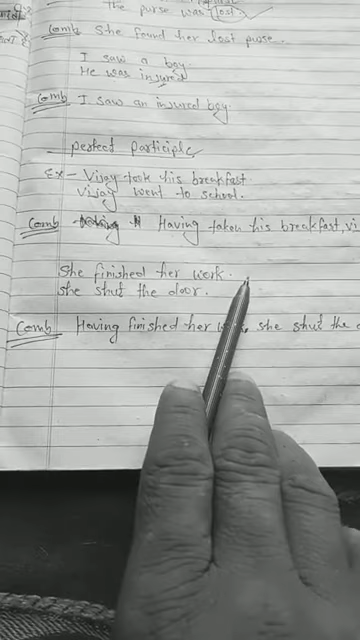 The purse was lost.
Comb She found her lost purse.
I saw a boy.
He was injured
Comb I saw an injured boy.
perfect participle
Ex - Vijay took his breakfast
Vijay went to school.
Comb Having taken his breakfast, vi
She finished her work.
she shut the door.
Comb Having finished her she shut the